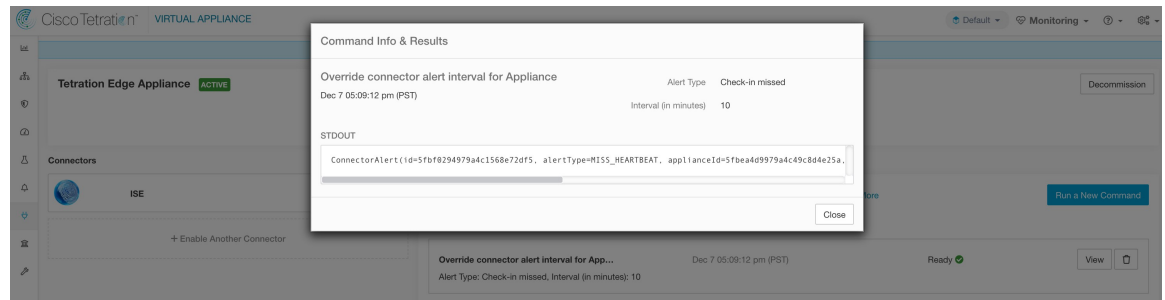 Cisco Tetration™ VIRTUAL APPLIANCE
Default
Monitoring
Command Info & Results
Override connector alert interval for Appliance
Dec 7 05:09:12 pm (PST)
Alert Type Check-in missed
Interval (in minutes) 10
STDOUT
ConnectorAlert(id=5fbf0294979a4c1568e72df5, alertType=MISS_HEARTBEAT, applianceId=5fbea4d9979a4c49c8d4e25a,
Close
Tetration Edge Appliance ACTIVE
Decommission
Connectors
ISE
More
Run a New Command
+ Enable Another Connector
Override connector alert interval for App...
Dec 7 05:09:12 pm (PST)
Ready
View
Alert Type: Check-in missed, Interval (in minutes): 10